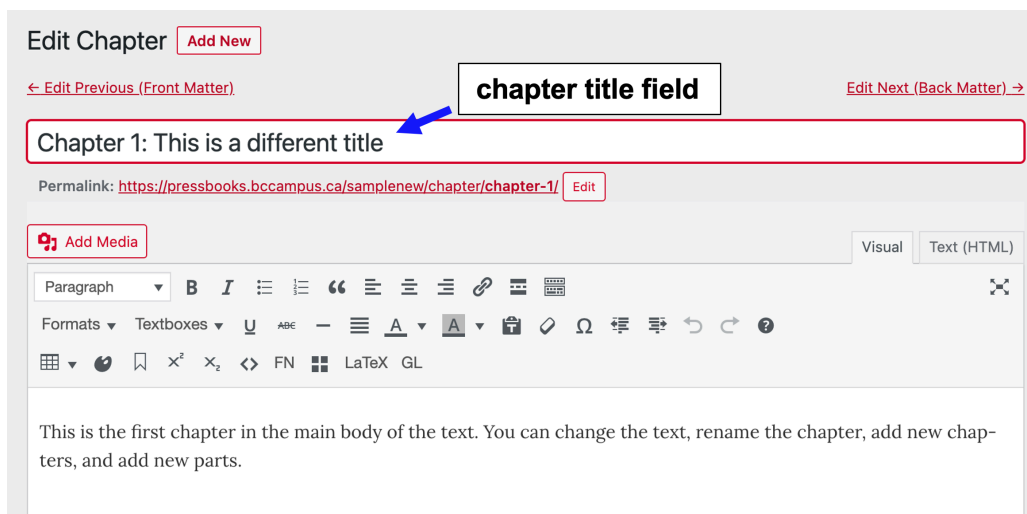 Edit Chapter Add New
← Edit Previous (Front Matter)
chapter title field
Edit Next (Back Matter) →
Chapter 1: This is a different title
Permalink: https://pressbooks.bccampus.ca/samplenew/chapter/chapter-1/ Edit
Add Media
Visual Text (HTML)
Paragraph B I
Formats Textboxes U ABC A A Ω
X² X₂ <> FN LaTeX GL
This is the first chapter in the main body of the text. You can change the text, rename the chapter, add new chap-
ters, and add new parts.